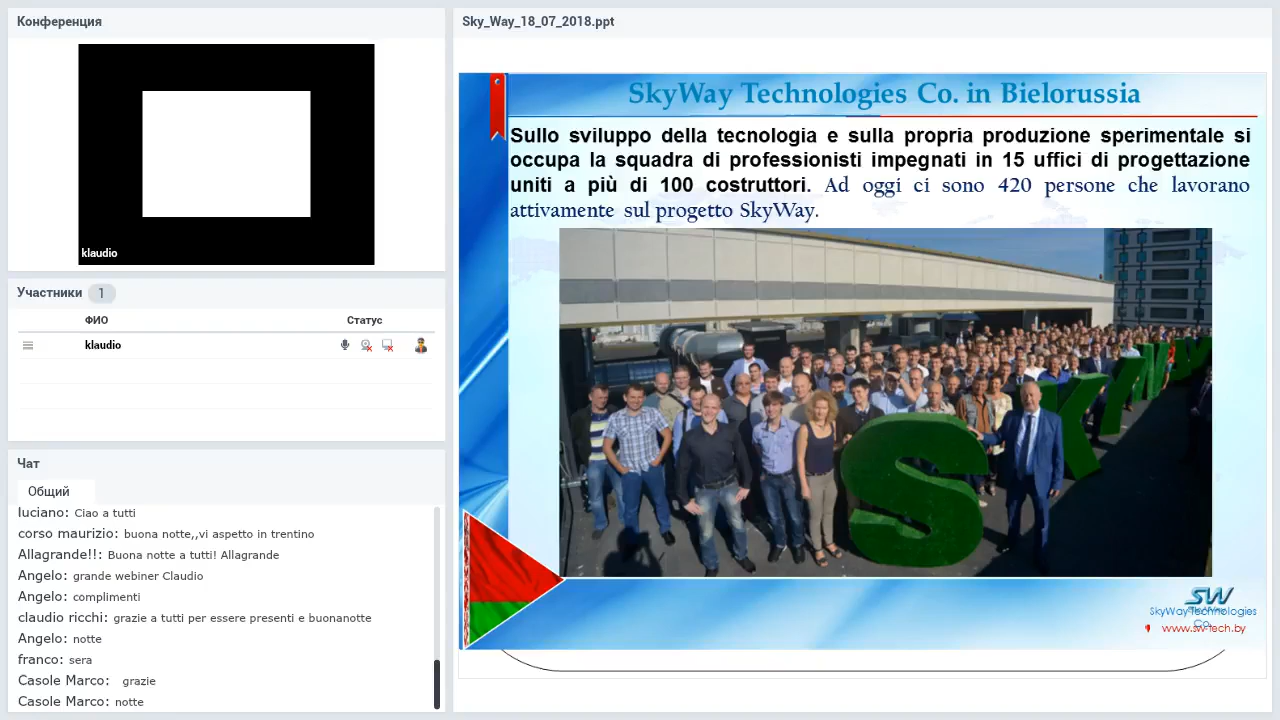 Конференция
klaudio
Участники 1
ФИО Статус
klaudio
Чат
Общий
luciano: Ciao a tutti
corso maurizio: buona notte,,vi aspetto in trentino
Allagrande!!: Buona notte a tutti! Allagrande
Angelo: grande webiner Claudio
Angelo: complimenti
claudio ricchi: grazie a tutti per essere presenti e buonanotte
Angelo: notte
franco: sera
Casole Marco: grazie
Casole Marco: notte
Sky_Way_18_07_2018.ppt
SkyWay Technologies Co. in Bielorussia
Sullo sviluppo della tecnologia e sulla propria produzione sperimentale si
occupa la squadra di professionisti impegnati in 15 uffici di progettazione
uniti a più di 100 costruttori. Ad oggi ci sono 420 persone che lavorano
attivamente sul progetto SkyWay.
S K Y W A Y
SW
SkyWay Technologies
Co.
www.sw-tech.by